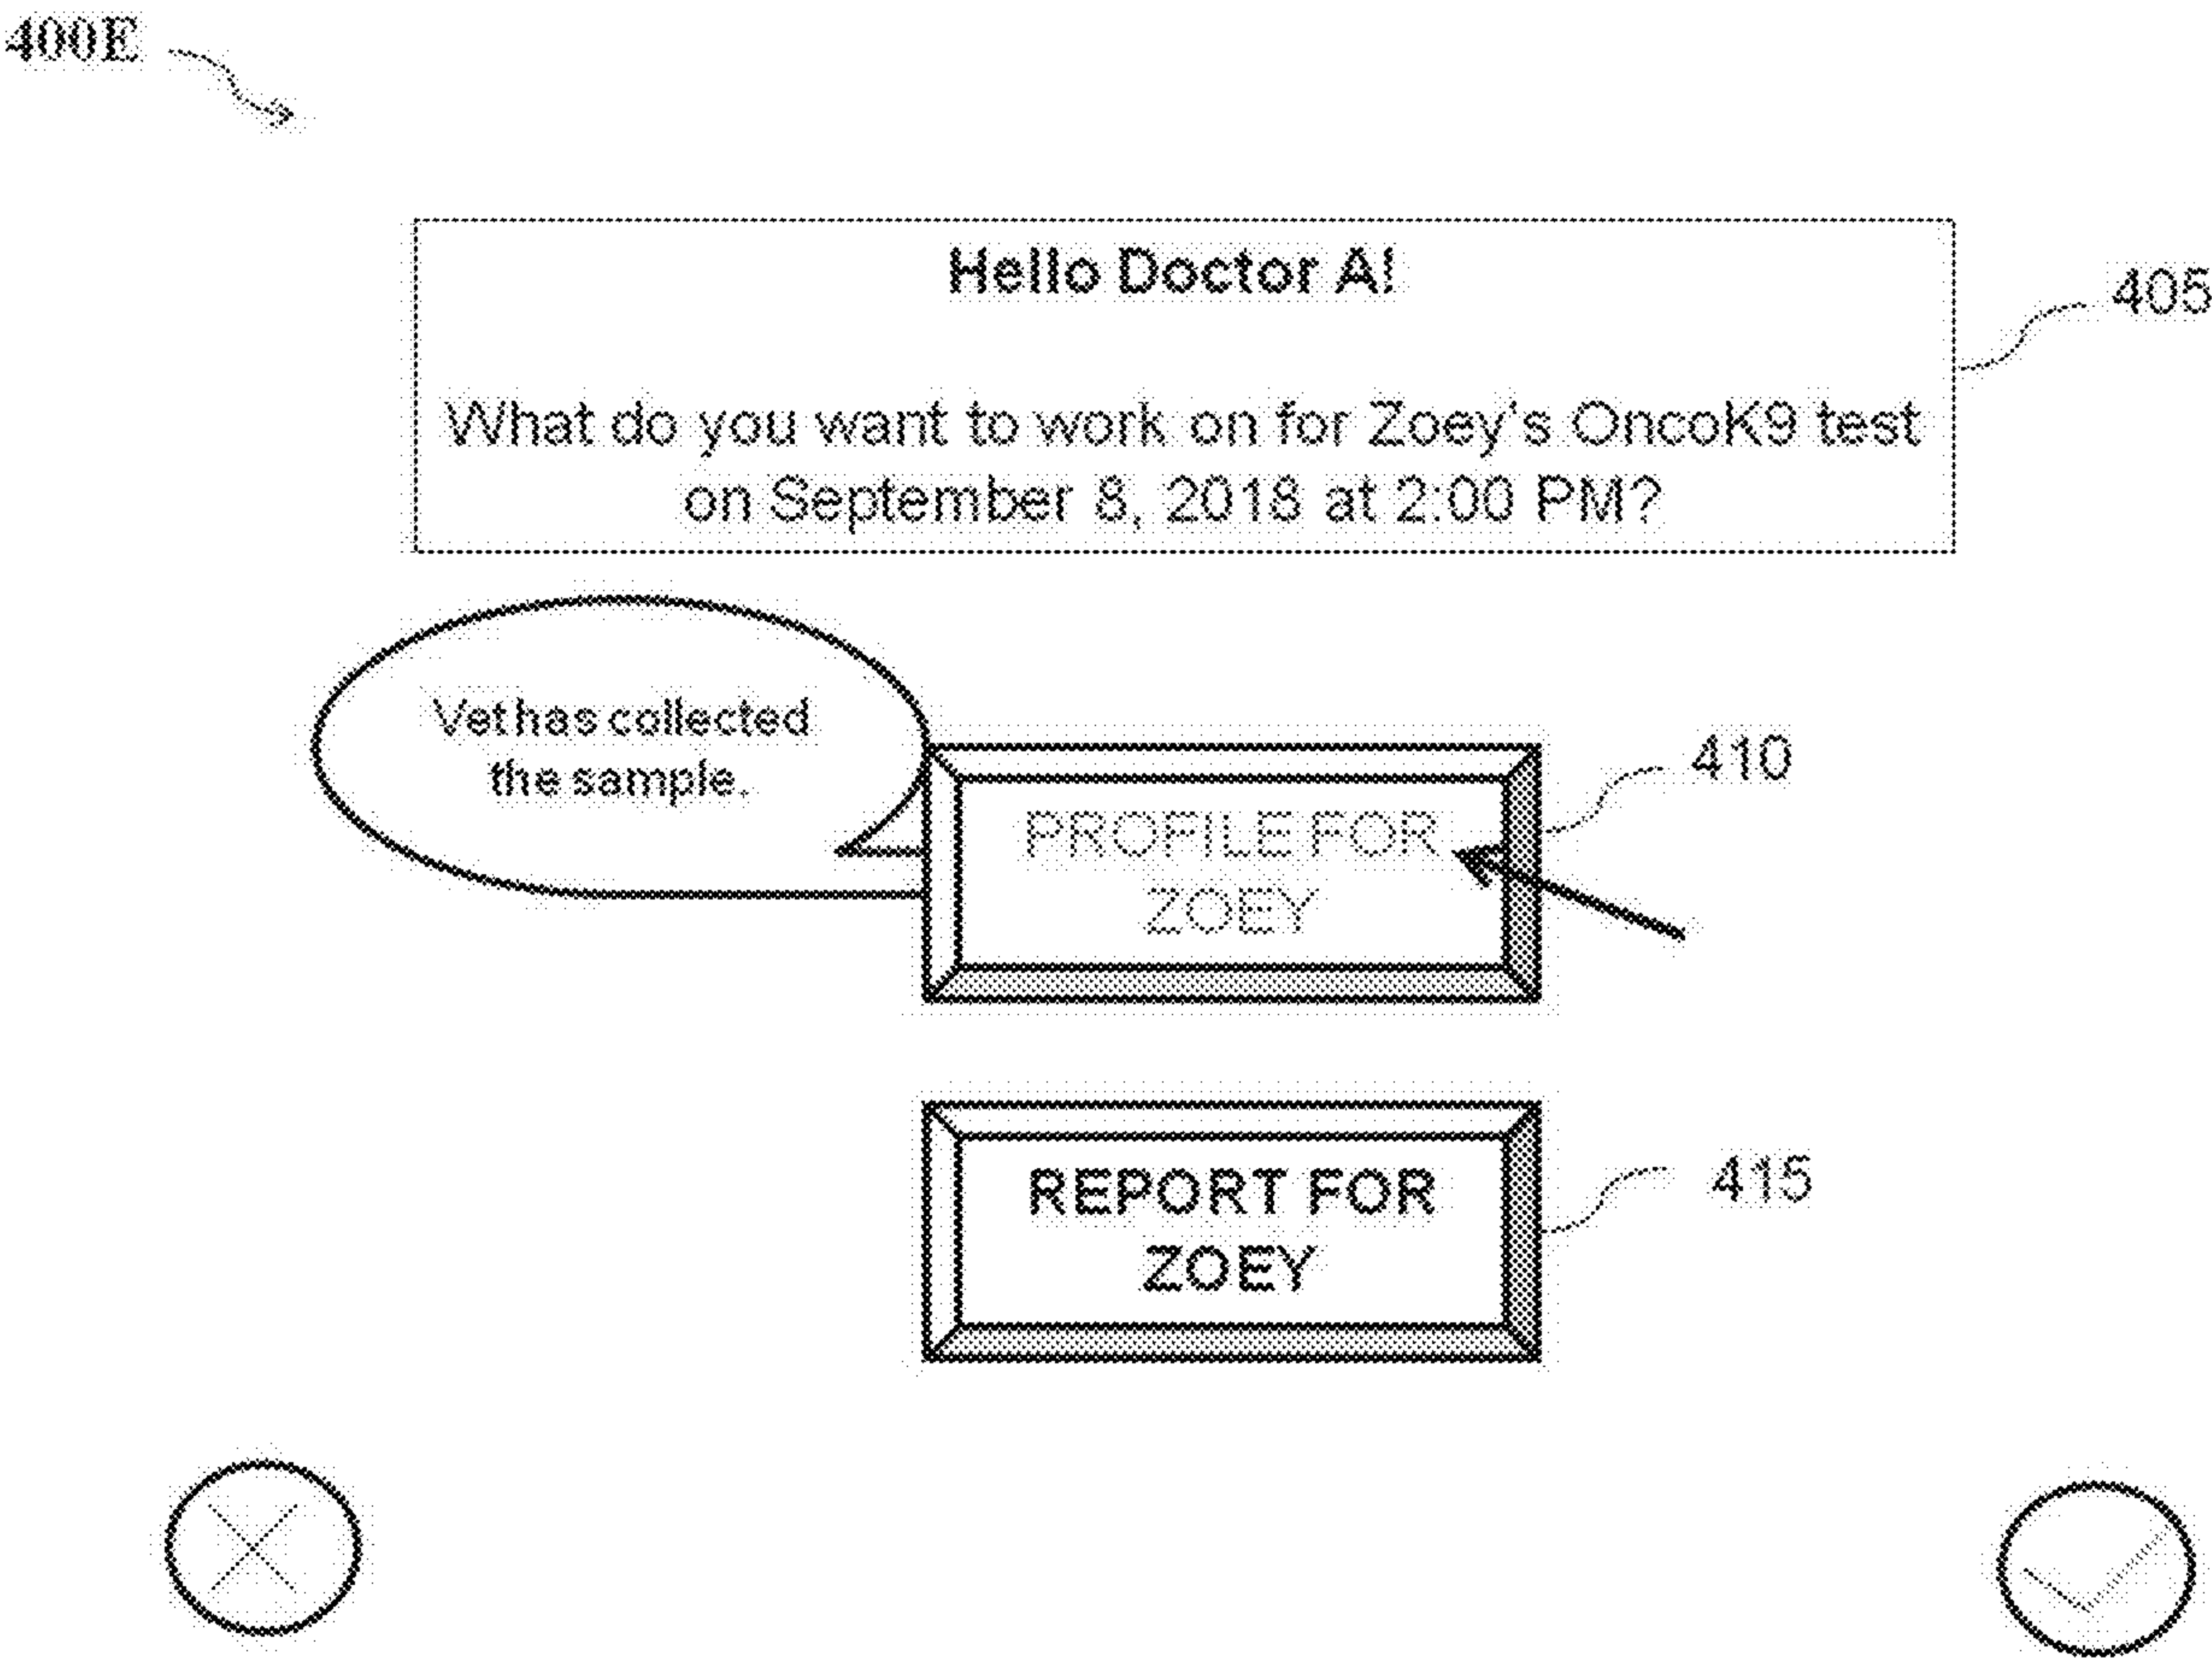 400E
Hello Doctor A!
405
What do you want to work on for Zoey's OncoK9 test
on September 8, 2018 at 2:00 PM?
Vet has collected
the sample.
410
PROFILE FOR
ZOEY
REPORT FOR
ZOEY
415